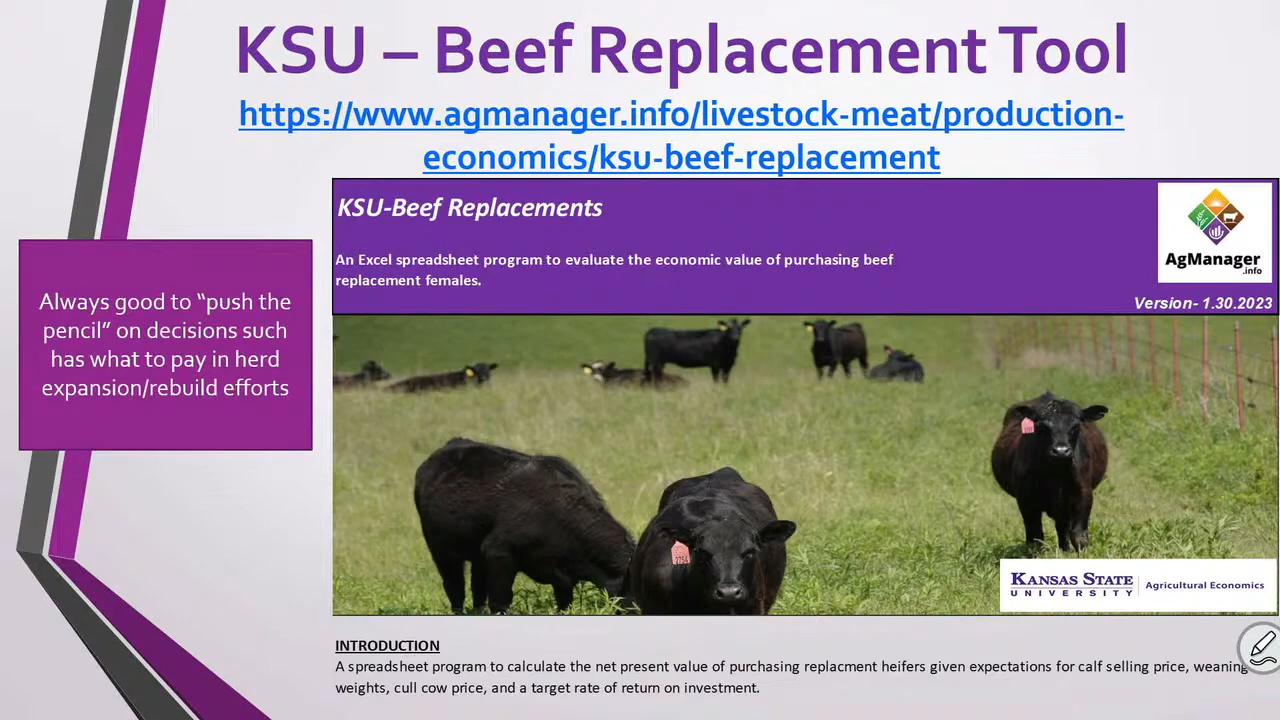 KSU – Beef Replacement Tool
https://www.agmanager.info/livestock-meat/production-
economics/ksu-beef-replacement
KSU-Beef Replacements
An Excel spreadsheet program to evaluate the economic value of purchasing beef
replacement females.
AgManager
.info
Version- 1.30.2023
Always good to “push the
pencil” on decisions such
has what to pay in herd
expansion/rebuild efforts
KANSAS STATE
UNIVERSITY
Agricultural Economics
INTRODUCTION
A spreadsheet program to calculate the net present value of purchasing replacment heifers given expectations for calf selling price, weaning
weights, cull cow price, and a target rate of return on investment.